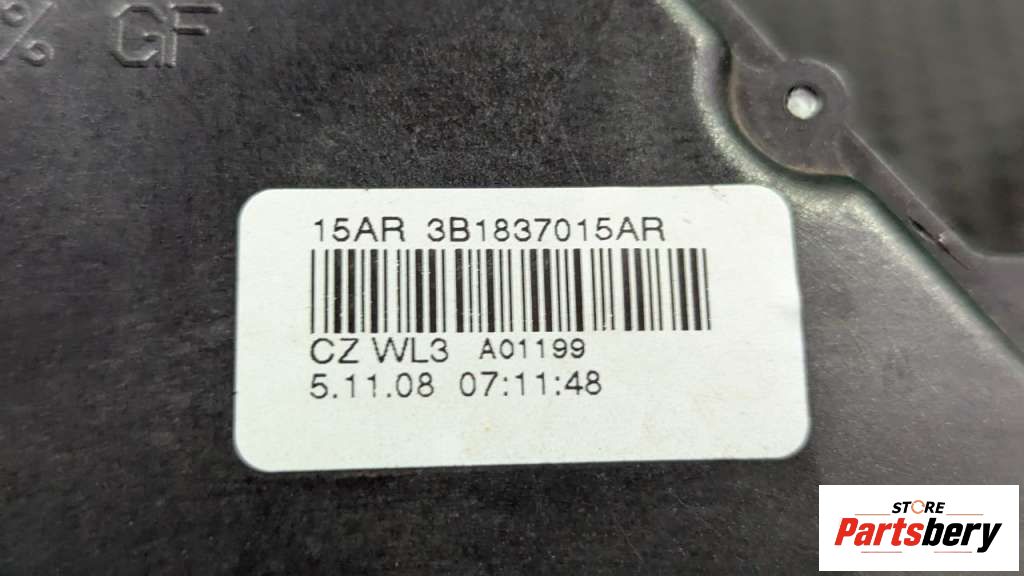 % GF
15AR 3B1837015AR
CZ WL3 A01199
5.11.08 07:11:48
STORE
Partsbery